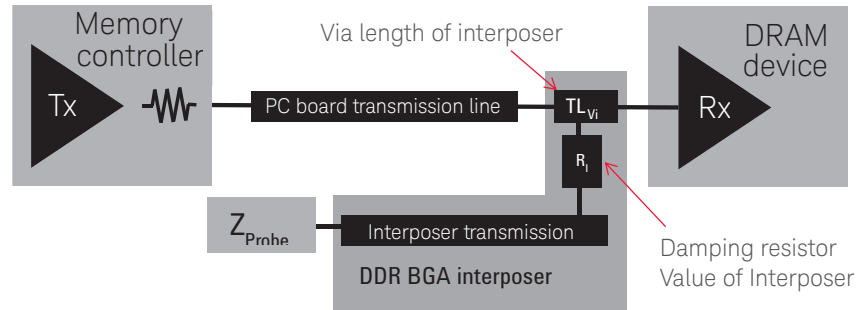 Memory
controller
Tx
Via length of interposer
DRAM
device
PC board transmission line
TL Vi
Rx
R I
Z Probe
Interposer transmission
DDR BGA interposer
Damping resistor
Value of Interposer